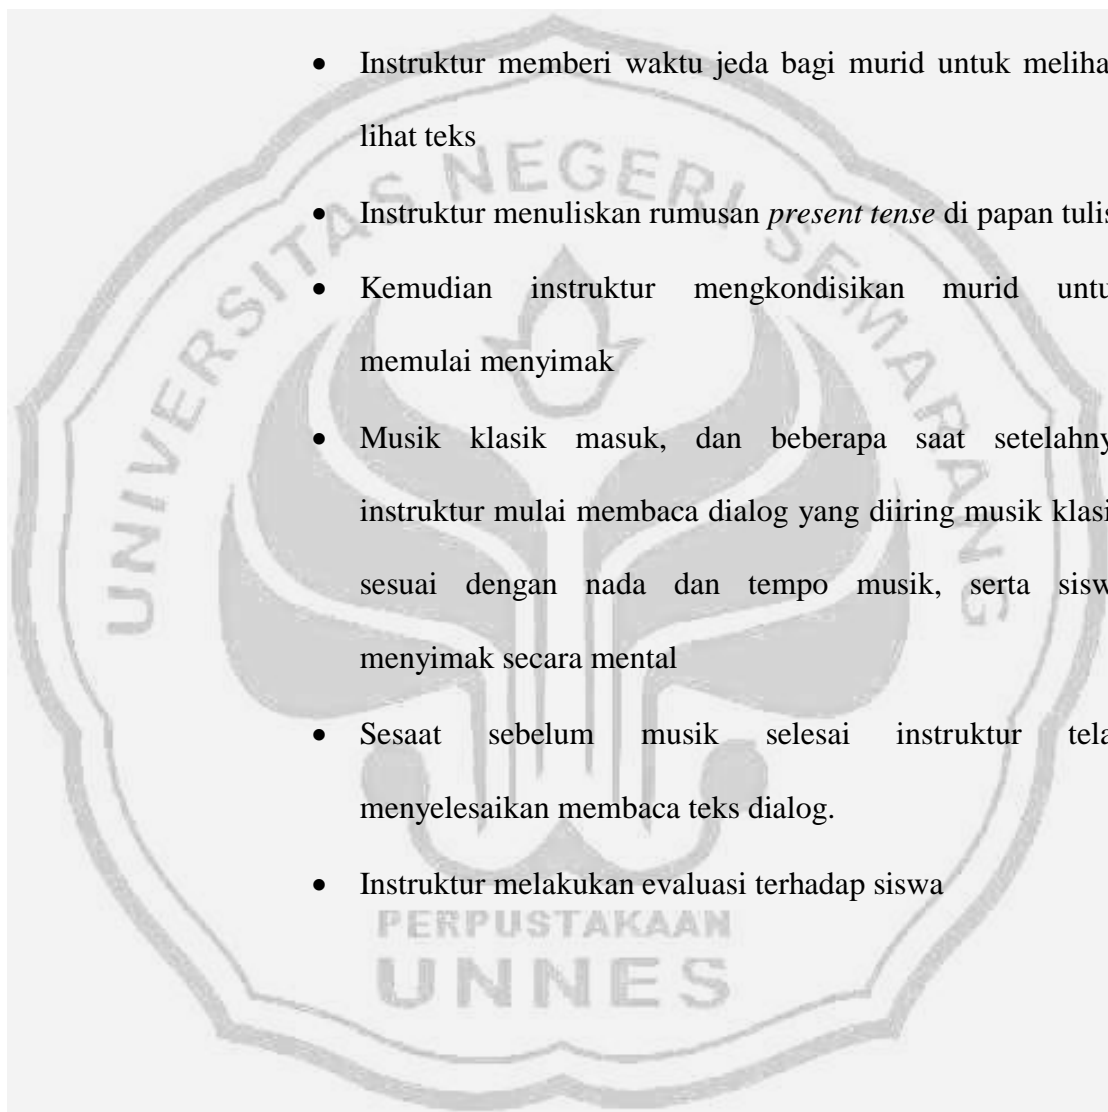 • Instruktur memberi waktu jeda bagi murid untuk meliha
lihat teks
• Instruktur menuliskan rumusan present tense di papan tulis
• Kemudian instruktur mengkondisikan murid untu
memulai menyimak
• Musik klasik masuk, dan beberapa saat setelahny
instruktur mulai membaca dialog yang diiring musik klasi
sesuai dengan nada dan tempo musik, serta sisw
menyimak secara mental
• Sesaat sebelum musik selesai instruktur tela
menyelesaikan membaca teks dialog.
• Instruktur melakukan evaluasi terhadap siswa
UNIVERSITAS NEGERI SEMARANG
PERPUSTAKAAN
UNNES